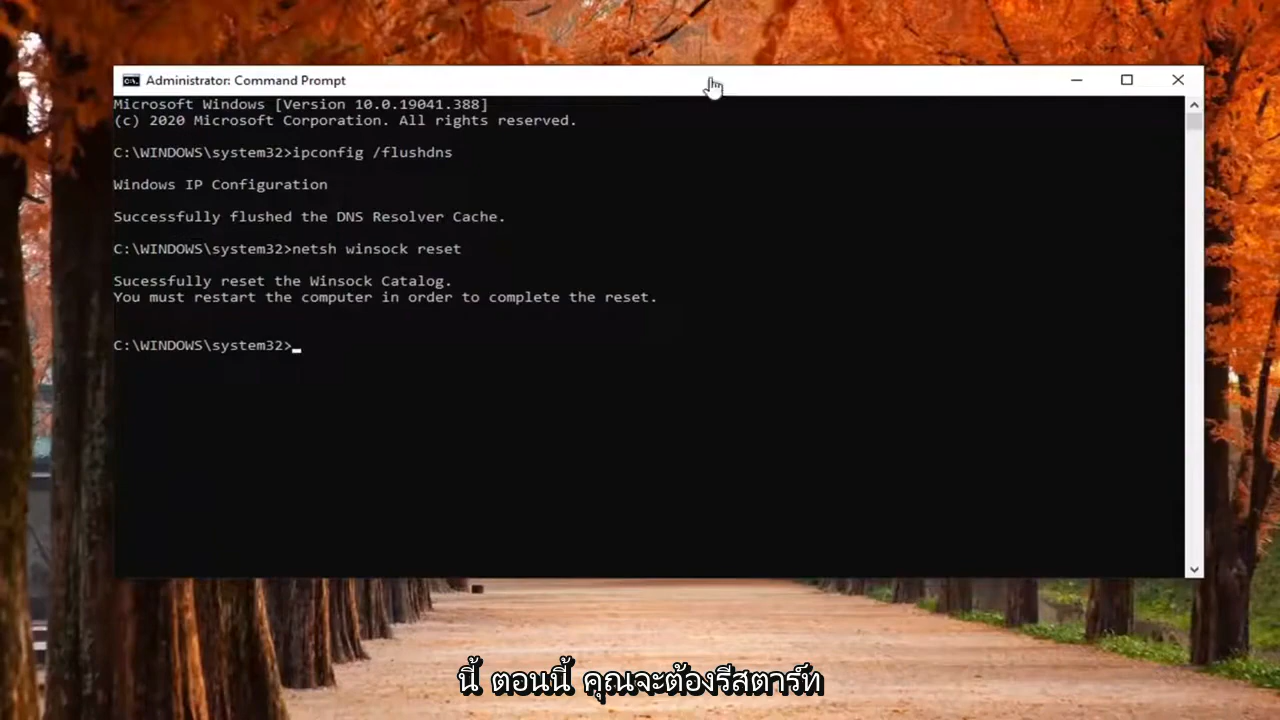 Administrator: Command Prompt
Microsoft Windows [Version 10.0.19041.388]
(c) 2020 Microsoft Corporation. All rights reserved.
C:\WINDOWS\system32>ipconfig /flushdns
Windows IP Configuration
Successfully flushed the DNS Resolver Cache.
C:\WINDOWS\system32>netsh winsock reset
Sucessfully reset the Winsock Catalog.
You must restart the computer in order to complete the reset.
C:\WINDOWS\system32>
นี้ ตอนนี้ คุณจะต้องรีสตาร์ท